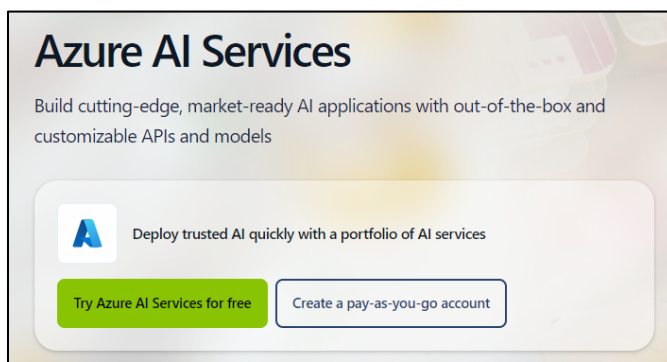 Azure AI Services
Build cutting-edge, market-ready AI applications with out-of-the-box and
customizable APIs and models
Deploy trusted AI quickly with a portfolio of AI services
Try Azure AI Services for free
Create a pay-as-you-go account